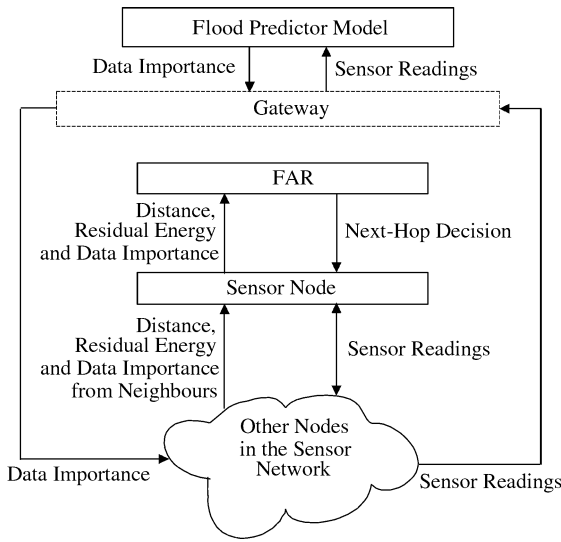 Flood Predictor Model
Data Importance
Sensor Readings
Gateway
FAR
Distance,
Residual Energy
and Data Importance
Next-Hop Decision
Sensor Node
Distance,
Residual Energy
and Data Importance
from Neighbours
Sensor Readings
Other Nodes
in the Sensor
Network
Data Importance
Sensor Readings